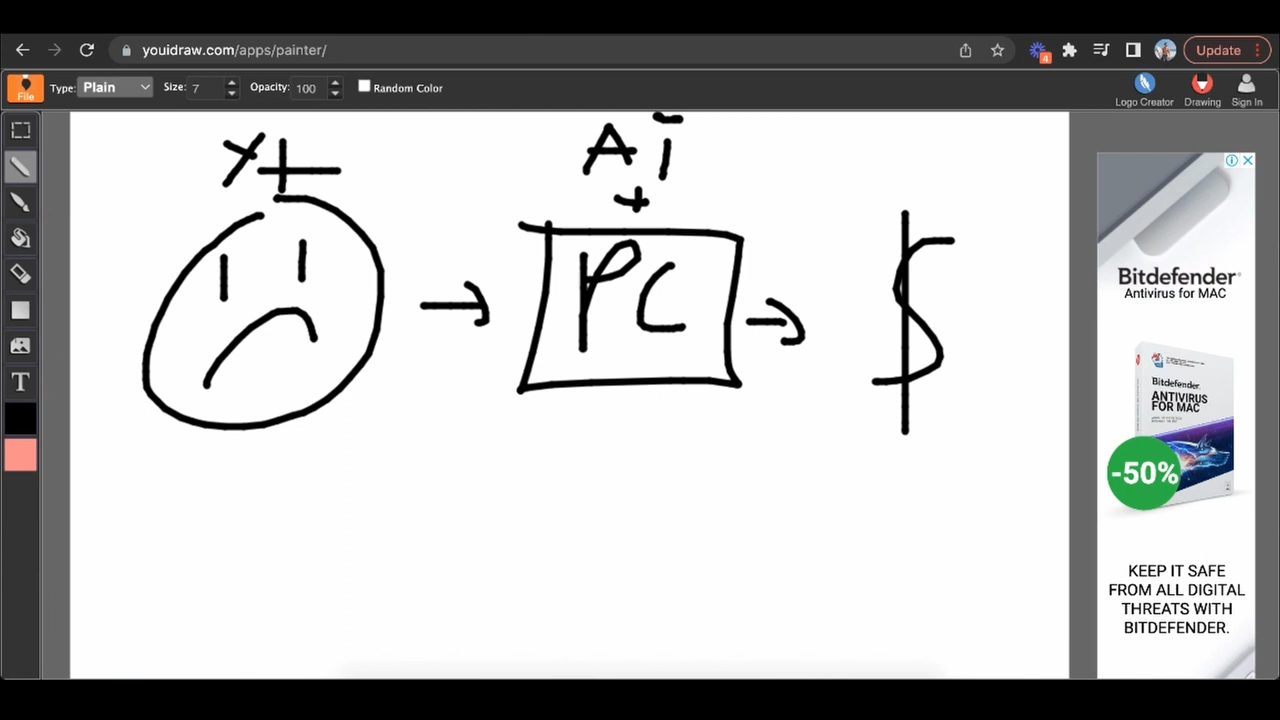 youidraw.com/apps/painter/
4
Update
File
Type: Plain
Size: 7
Opacity: 100
Random Color
Logo Creator
Drawing
Sign In
Yt
AI
+
PC
$
T
Bitdefender
Antivirus for MAC
Bitdefender
ANTIVIRUS
FOR MAC
-50%
KEEP IT SAFE
FROM ALL DIGITAL
THREATS WITH
BITDEFENDER.